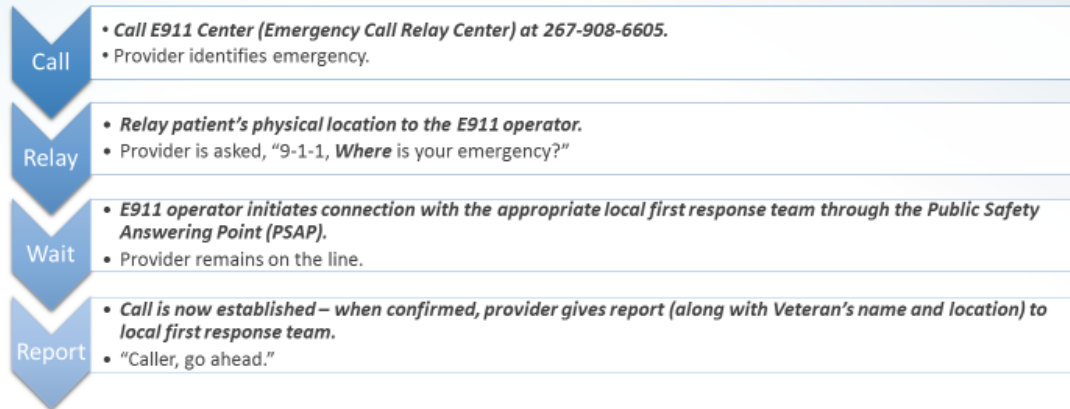 Call
• Call E911 Center (Emergency Call Relay Center) at 267-908-6605.
• Provider identifies emergency.
Relay
• Relay patient's physical location to the E911 operator.
• Provider is asked, "9-1-1, Where is your emergency?"
Wait
• E911 operator initiates connection with the appropriate local first response team through the Public Safety
Answering Point (PSAP).
• Provider remains on the line.
Report
• Call is now established – when confirmed, provider gives report (along with Veteran's name and location) to
local first response team.
• "Caller, go ahead."